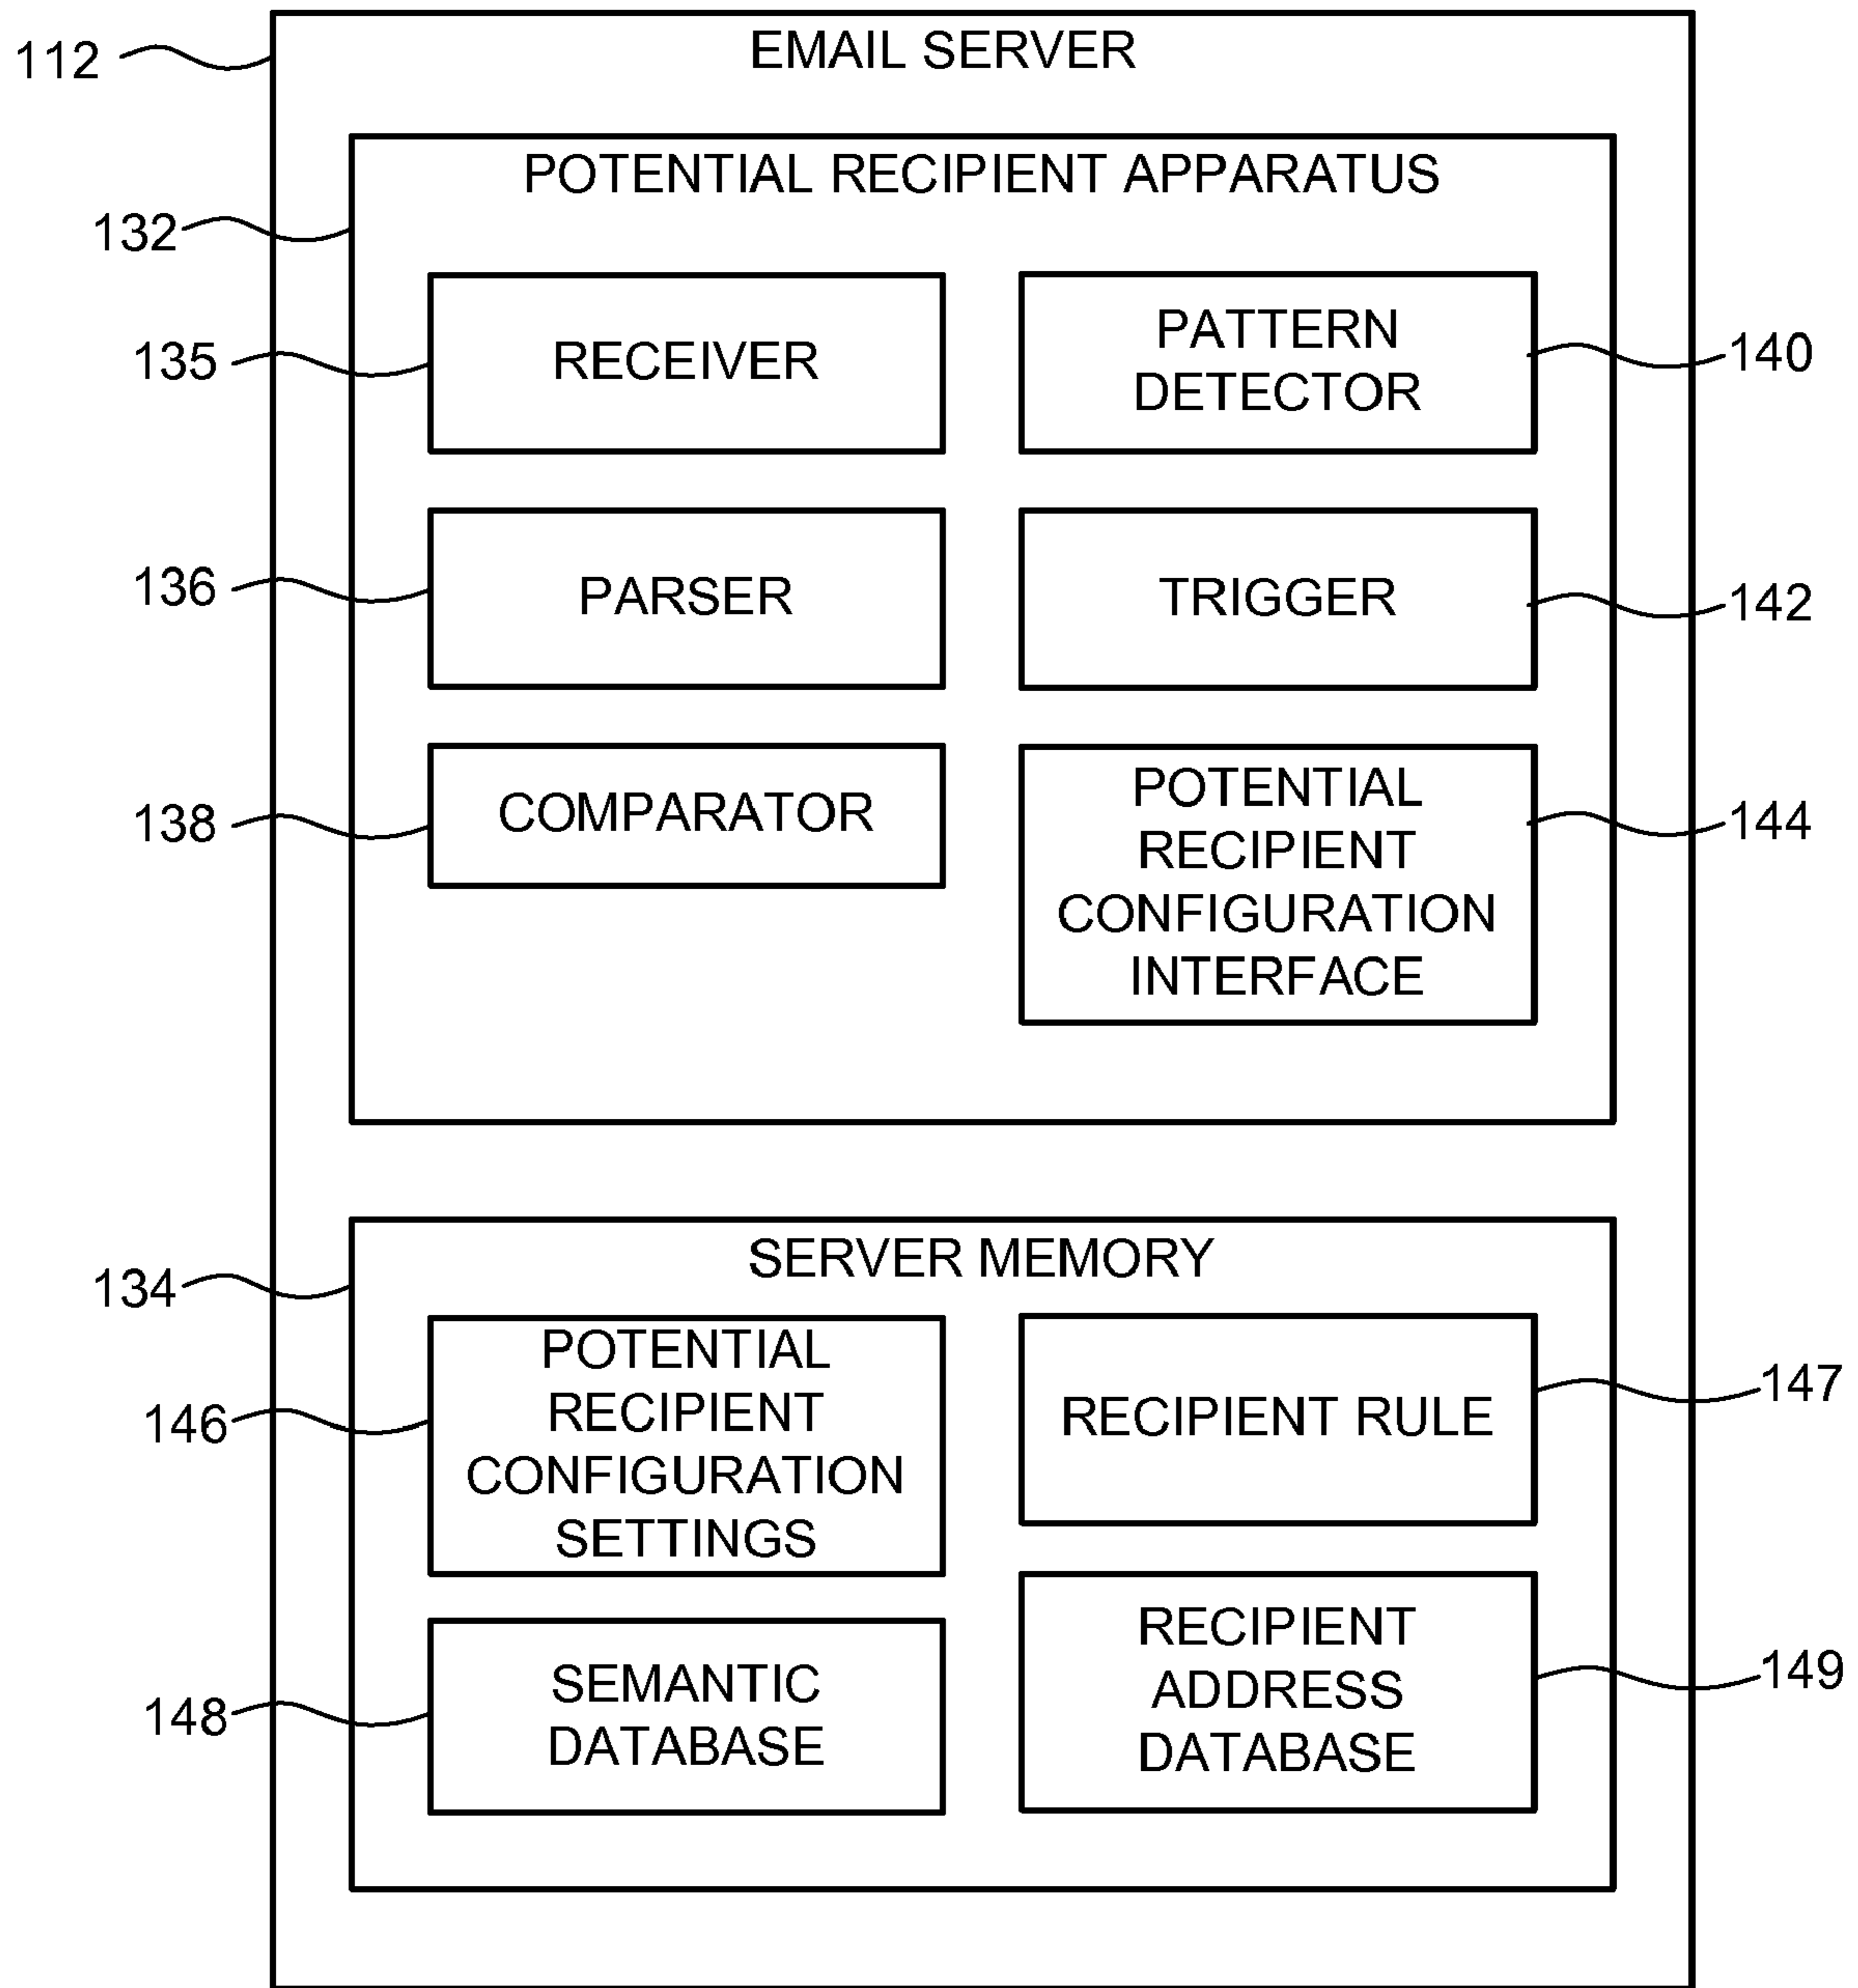 112
EMAIL SERVER
POTENTIAL RECIPIENT APPARATUS
132
135
RECEIVER
PATTERN
DETECTOR
140
136
PARSER
TRIGGER
142
138
COMPARATOR
POTENTIAL
RECIPIENT
CONFIGURATION
INTERFACE
144
SERVER MEMORY
134
146
POTENTIAL
RECIPIENT
CONFIGURATION
SETTINGS
RECIPIENT RULE
147
148
SEMANTIC
DATABASE
RECIPIENT
ADDRESS
DATABASE
149